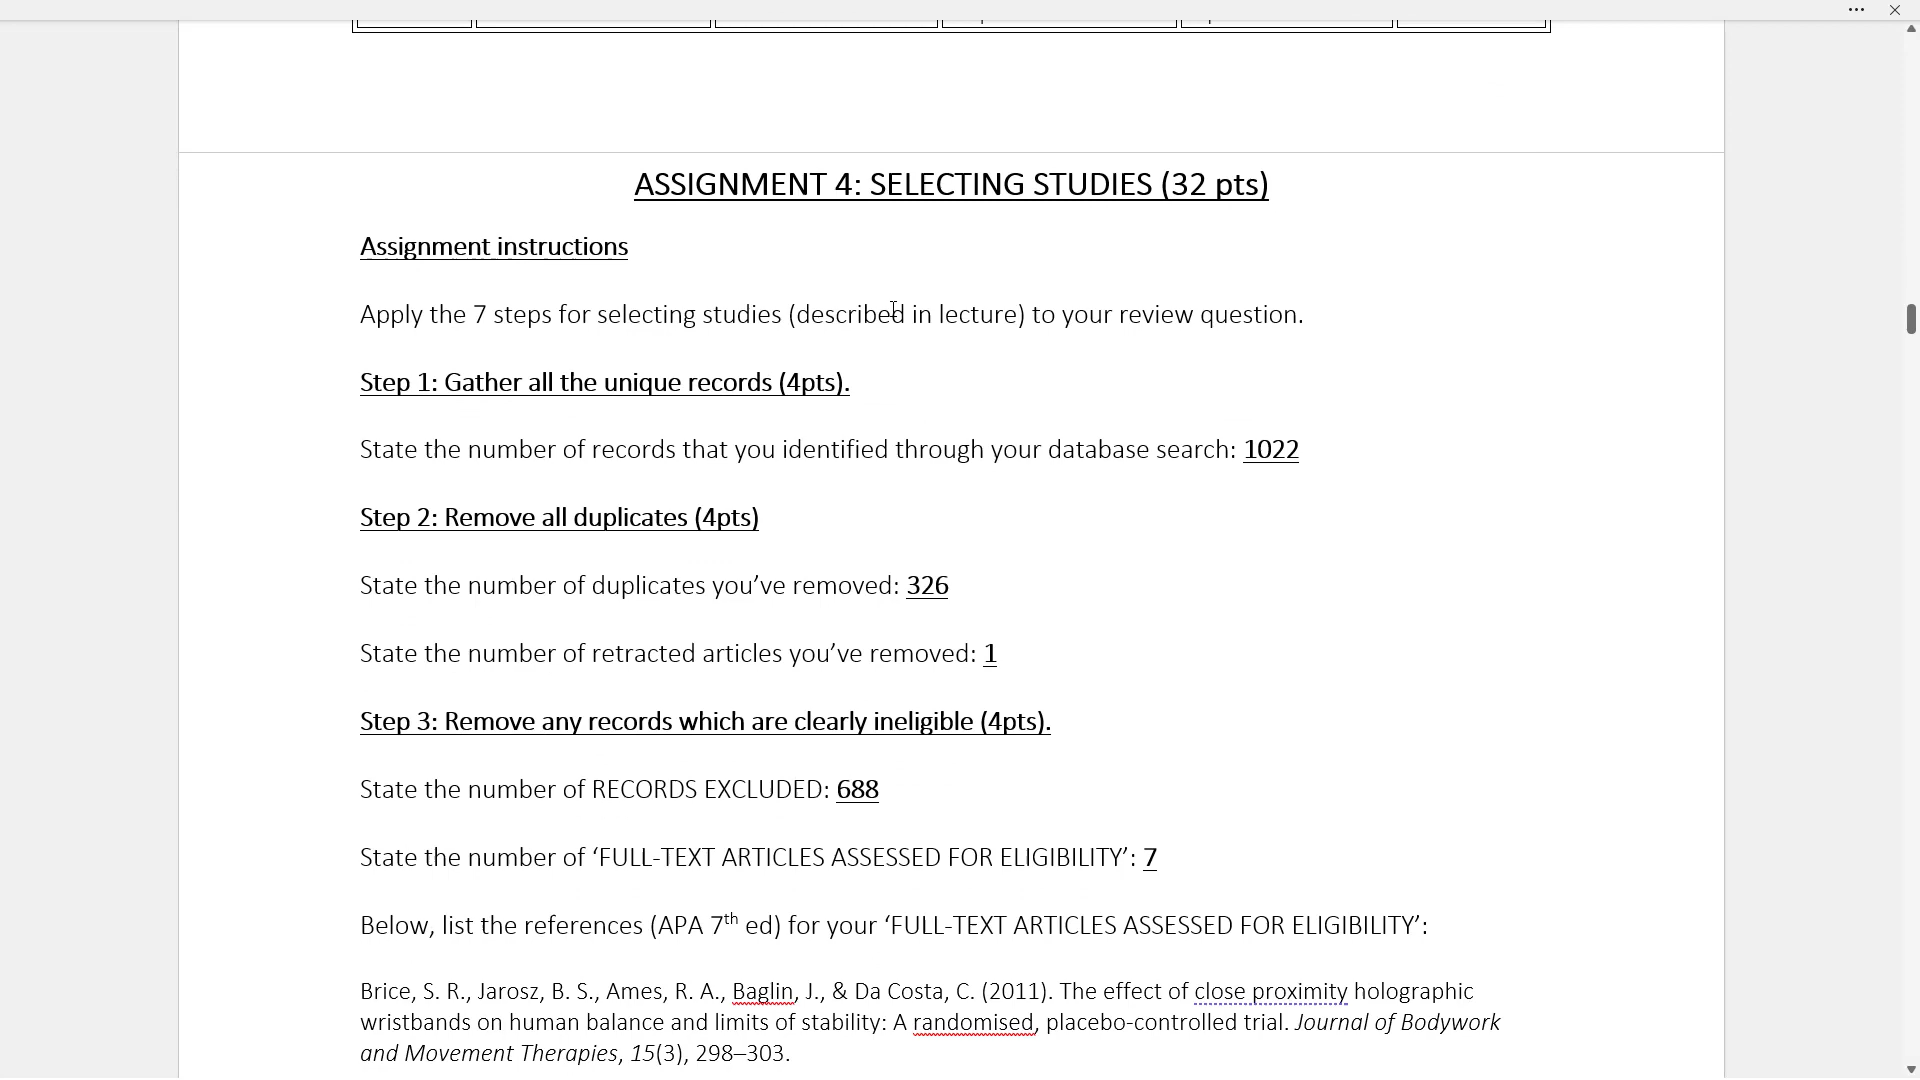 ASSIGNMENT 4: SELECTING STUDIES (32 pts)
Assignment instructions
Apply the 7 steps for selecting studies (described in lecture) to your review question.
Step 1: Gather all the unique records (4pts).
State the number of records that you identified through your database search: 1022
Step 2: Remove all duplicates (4pts)
State the number of duplicates you’ve removed: 326
State the number of retracted articles you’ve removed: 1
Step 3: Remove any records which are clearly ineligible (4pts).
State the number of RECORDS EXCLUDED: 688
State the number of ‘FULL-TEXT ARTICLES ASSESSED FOR ELIGIBILITY’: 7
Below, list the references (APA 7th ed) for your ‘FULL-TEXT ARTICLES ASSESSED FOR ELIGIBILITY’:
Brice, S. R., Jarosz, B. S., Ames, R. A., Baglin, J., & Da Costa, C. (2011). The effect of close proximity holographic
wristbands on human balance and limits of stability: A randomised, placebo-controlled trial. Journal of Bodywork
and Movement Therapies, 15(3), 298–303.